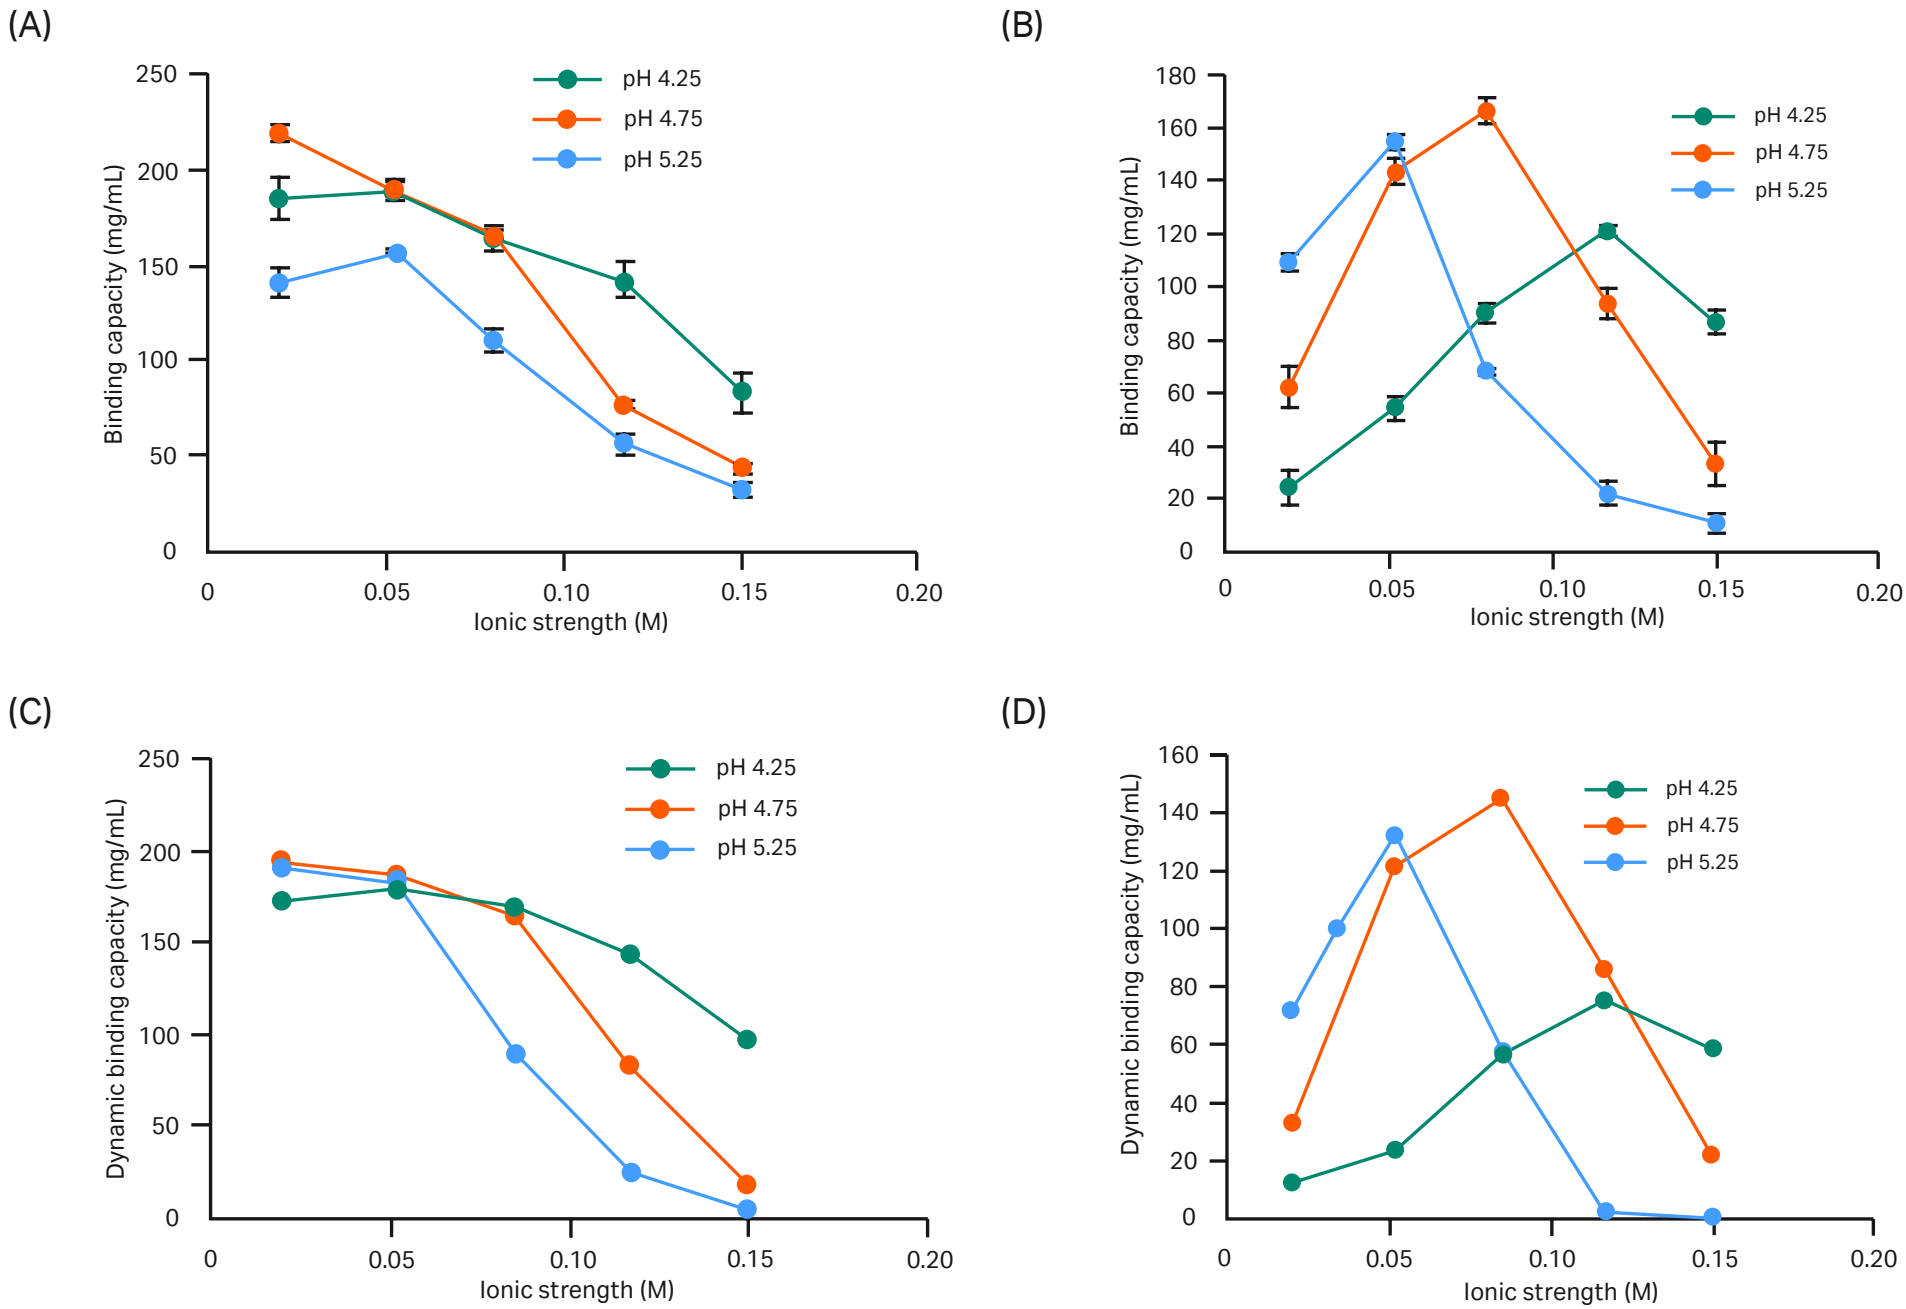 (A)
250
200
150
100
50
0
Binding capacity (mg/mL)
pH 4.25
pH 4.75
pH 5.25
0 0.05 0.10 0.15 0.20
Ionic strength (M)
(B)
180
160
140
120
100
80
60
40
20
0
Binding capacity (mg/mL)
pH 4.25
pH 4.75
pH 5.25
0 0.05 0.10 0.15 0.20
Ionic strength (M)
(C)
250
200
150
100
50
0
Dynamic binding capacity (mg/mL)
pH 4.25
pH 4.75
pH 5.25
0 0.05 0.10 0.15 0.20
Ionic strength (M)
(D)
160
140
120
100
80
60
40
20
0
Dynamic binding capacity (mg/mL)
pH 4.25
pH 4.75
pH 5.25
0 0.05 0.10 0.15 0.20
Ionic strength (M)